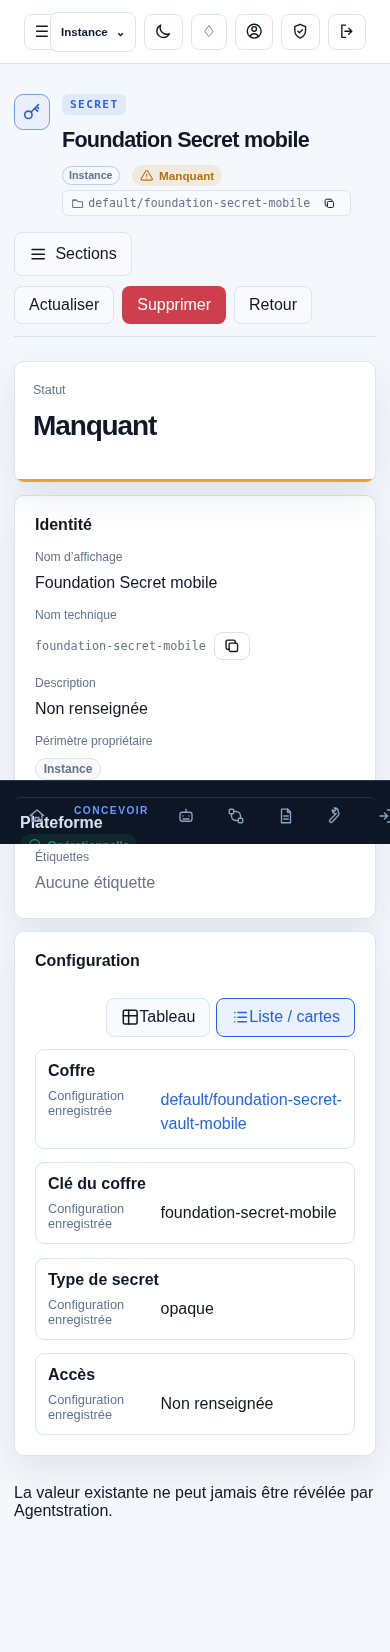 Instance
SECRET
Foundation Secret mobile
Instance
Manquant
default/foundation-secret-mobile
Sections
Actualiser
Supprimer
Retour
Statut
Manquant
Identité
Nom d’affichage
Foundation Secret mobile
Nom technique
foundation-secret-mobile
Description
Non renseignée
Périmètre propriétaire
Instance
CONCEVOIR
Plateforme
Opérationnelle
Étiquettes
Aucune étiquette
Configuration
Tableau
Liste / cartes
Coffre
Configuration
enregistrée
default/foundation-secret-
vault-mobile
Clé du coffre
Configuration
enregistrée
foundation-secret-mobile
Type de secret
Configuration
enregistrée
opaque
Accès
Configuration
enregistrée
Non renseignée
La valeur existante ne peut jamais être révélée par
Agentstration.